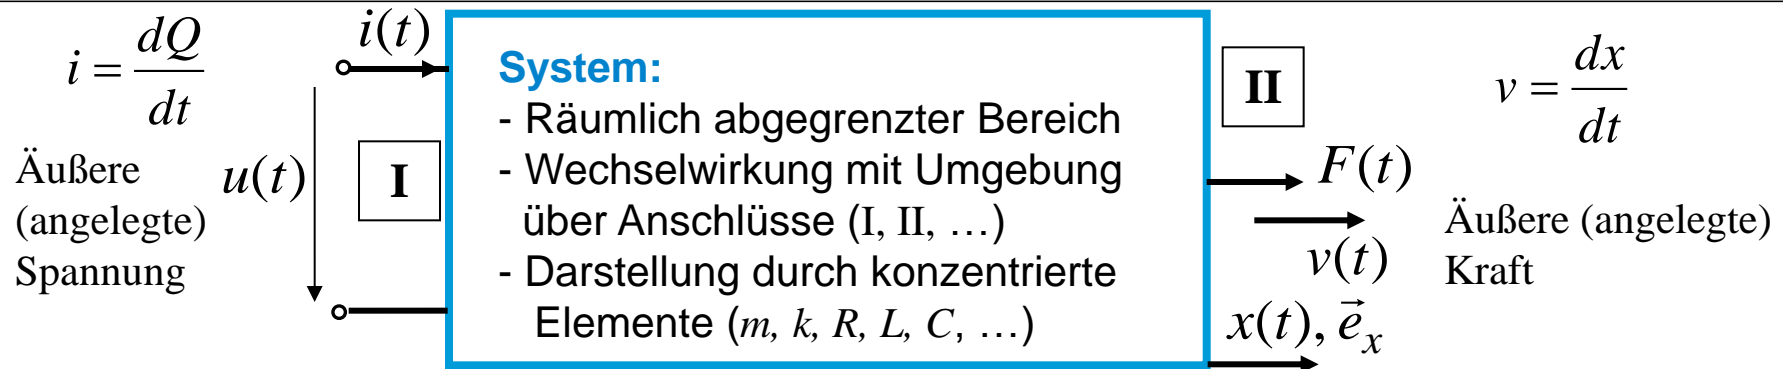 i = dQ/dt
Äußere
(angelegte)
Spannung
u(t)
i(t)
I
System:
- Räumlich abgegrenzter Bereich
- Wechselwirkung mit Umgebung
über Anschlüsse (I, II, …)
- Darstellung durch konzentrierte
Elemente (m, k, R, L, C, …)
II
F(t)
v(t)
x(t), e⃗ₓ
v = dx/dt
Äußere (angelegte)
Kraft